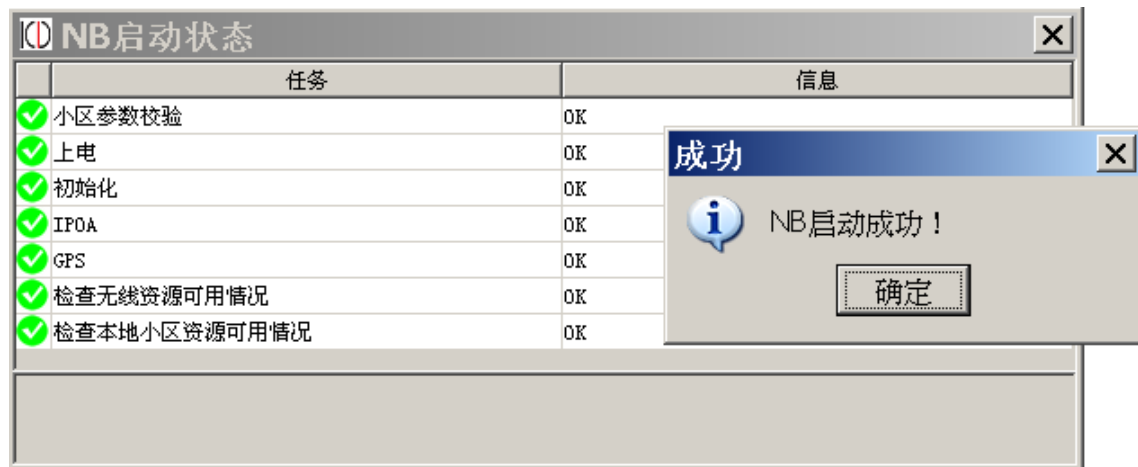 NB启动状态
任务 信息
小区参数校验 OK
上电 OK
初始化 OK
IPOA OK
GPS OK
检查无线资源可用情况 OK
检查本地小区资源可用情况 OK
成功
NB启动成功！
确定